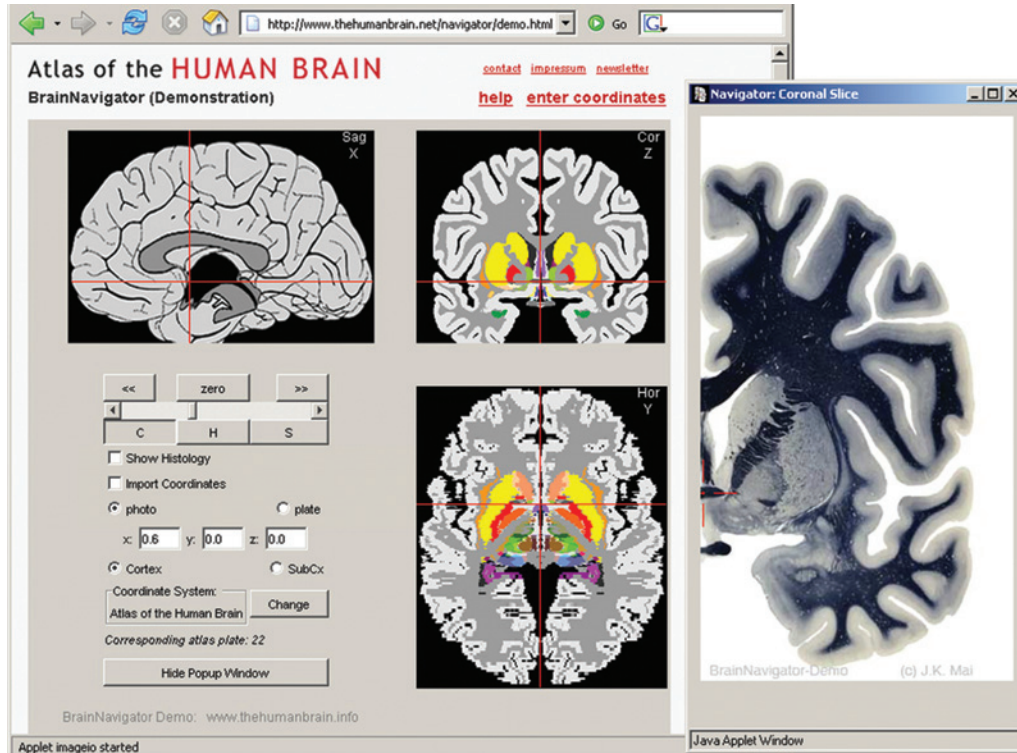 http://www.thehumanbrain.net/navigator/demo.html
Go
Atlas of the HUMAN BRAIN
contact impressum newsletter
BrainNavigator (Demonstration)
help enter coordinates
Sag
X
Cor
Z
<< zero >>
C H S
Show Histology
Import Coordinates
photo plate
x: 0.6 y: 0.0 z: 0.0
Cortex SubCx
Coordinate System:
Atlas of the Human Brain Change
Corresponding atlas plate: 22
Hide Popup Window
Hor
Y
BrainNavigator Demo: www.thehumanbrain.info
Applet imageio started
Navigator: Coronal Slice
BrainNavigator-Demo (c) J.K. Mai
Java Applet Window